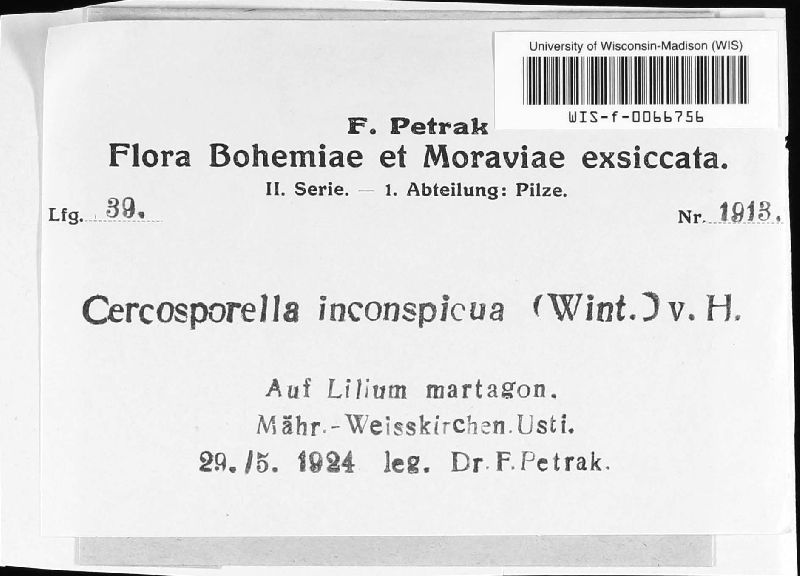 University of Wisconsin-Madison (WIS)
WIS-f-0066756
F. Petrak
Flora Bohemiae et Moraviae exsiccata.
II. Serie. — 1. Abteilung: Pilze.
Lfg. 39.
Nr. 1913.
Cercosporella inconspicua (Wint.) v. H.
Auf Lilium martagon.
Mähr.-Weisskirchen.Usti.
29./5. 1924 leg. Dr. F. Petrak.